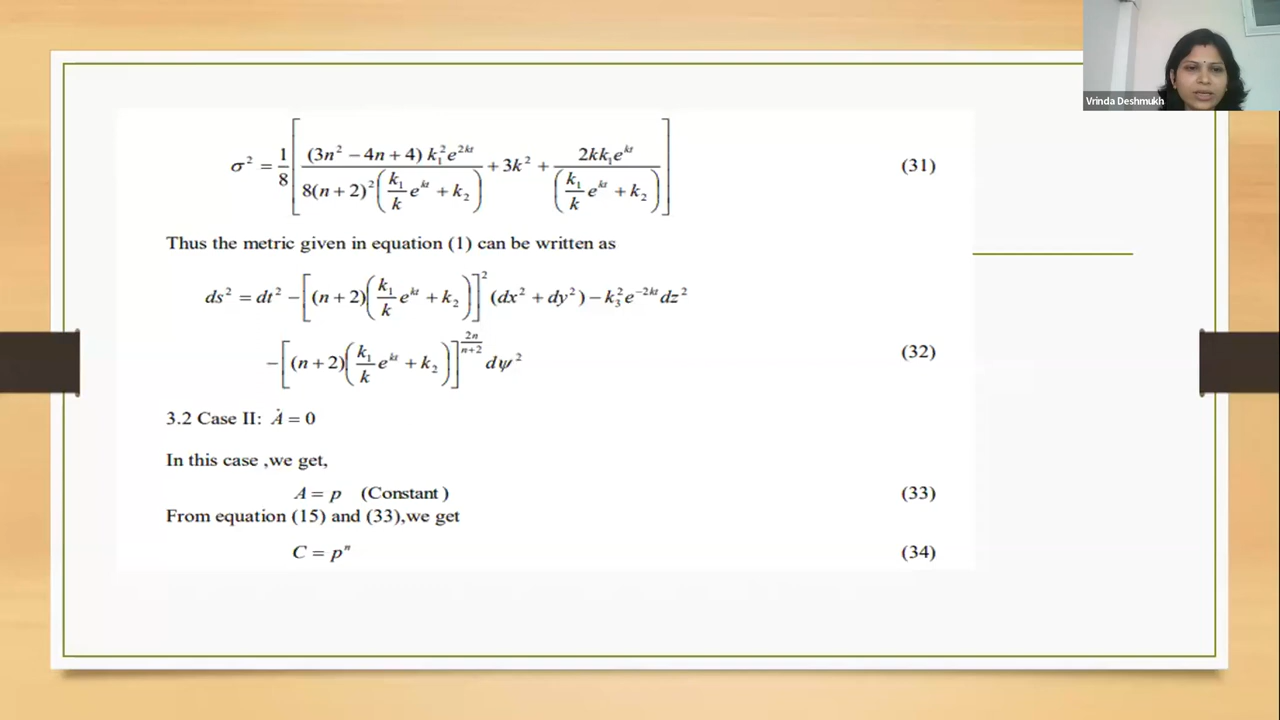 Vrinda Deshmukh
σ² = 1/8 [ (3n² − 4n + 4) k₁² e^{2kt} / 8(n + 2)² (k₁/k e^{kt} + k₂) + 3k² + 2kk₁e^{kt} / (k₁/k e^{kt} + k₂) ] (31)
Thus the metric given in equation (1) can be written as
ds² = dt² − [(n + 2)(k₁/k e^{kt} + k₂)]² (dx² + dy²) − k₃² e^{−2kt} dz²
− [(n + 2)(k₁/k e^{kt} + k₂)]^{2n/n+2} dψ² (32)
3.2 Case II: Ȧ = 0
In this case ,we get,
A = p (Constant ) (33)
From equation (15) and (33),we get
C = pⁿ (34)